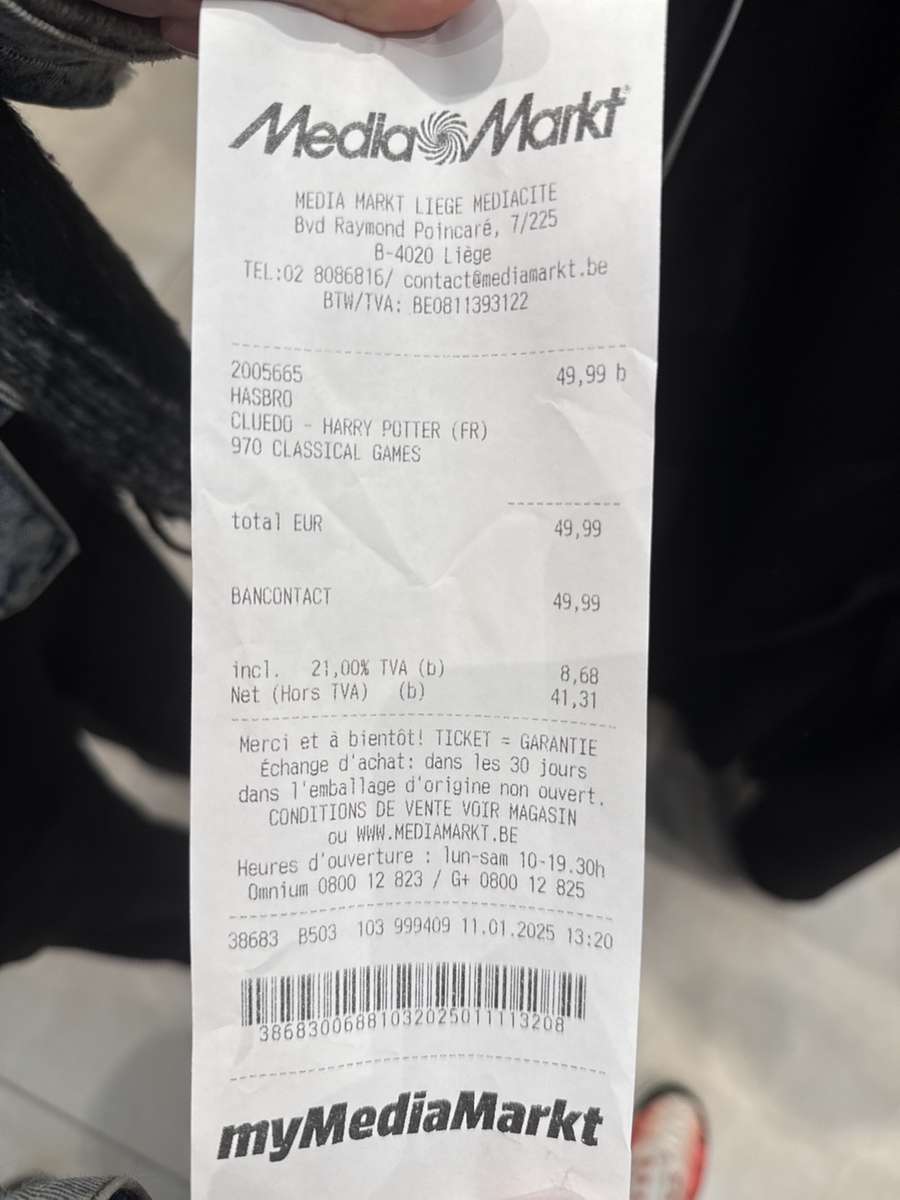 Media Markt
MEDIA MARKT LIEGE MEDIACITE
Bvd Raymond Poincaré, 7/225
B-4020 Liège
TEL:02 8086816/ contact@mediamarkt.be
BTW/TVA: BE0811393122
2005665 49,99 b
HASBRO
CLUEDO - HARRY POTTER (FR)
970 CLASSICAL GAMES
total EUR 49,99
BANCONTACT 49,99
incl. 21,00% TVA (b) 8,68
Net (Hors TVA) (b) 41,31
Merci et à bientôt! TICKET = GARANTIE
Échange d'achat: dans les 30 jours
dans l'emballage d'origine non ouvert.
CONDITIONS DE VENTE VOIR MAGASIN
ou WWW.MEDIAMARKT.BE
Heures d'ouverture : lun-sam 10-19.30h
Omnium 0800 12 823 / G+ 0800 12 825
38683 B503 103 999409 11.01.2025 13:20
3868300688103202501113208
myMediaMarkt